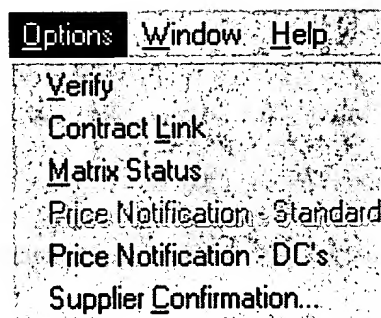 Options Window Help
Verify
Contract Link
Matrix Status
Price Notification - Standard
Price Notification - DC's
Supplier Confirmation...